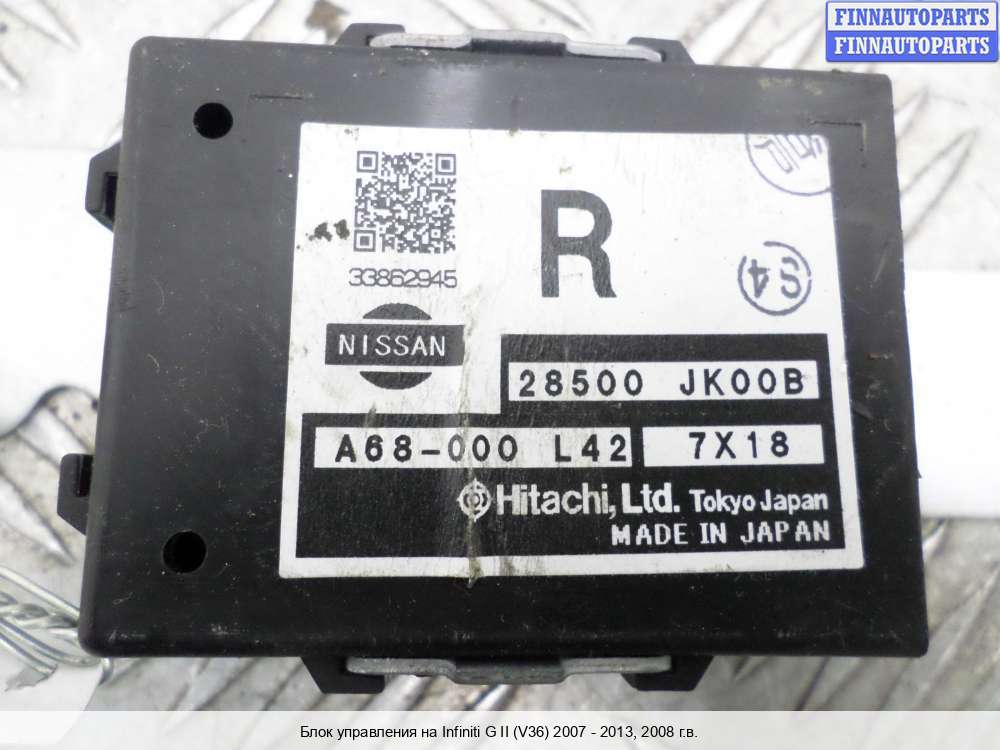 FINNAUTOPARTS
FINNAUTOPARTS
R
33862945
S4
NISSAN
28500 JK00B
A68-000 L42
7X18
Hitachi, Ltd. Tokyo Japan
MADE IN JAPAN
Блок управления на Infiniti G II (V36) 2007 - 2013, 2008 г.в.